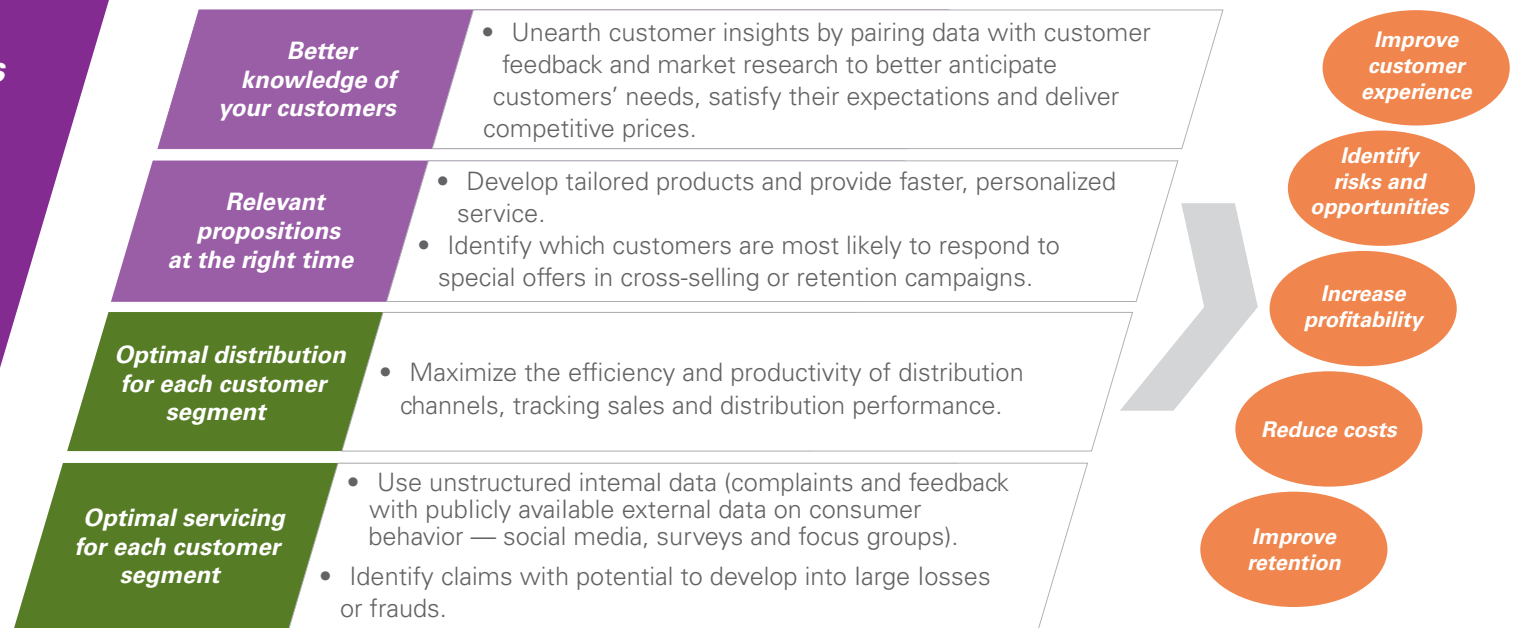 s
Better
knowledge of
your customers
• Unearth customer insights by pairing data with customer
feedback and market research to better anticipate
customers’ needs, satisfy their expectations and deliver
competitive prices.
Relevant
propositions
at the right time
• Develop tailored products and provide faster, personalized
service.
• Identify which customers are most likely to respond to
special offers in cross-selling or retention campaigns.
Optimal distribution
for each customer
segment
• Maximize the efficiency and productivity of distribution
channels, tracking sales and distribution performance.
Optimal servicing
for each customer
segment
• Use unstructured internal data (complaints and feedback
with publicly available external data on consumer
behavior — social media, surveys and focus groups).
• Identify claims with potential to develop into large losses
or frauds.
Improve
customer
experience
Identify
risks and
opportunities
Increase
profitability
Reduce costs
Improve
retention